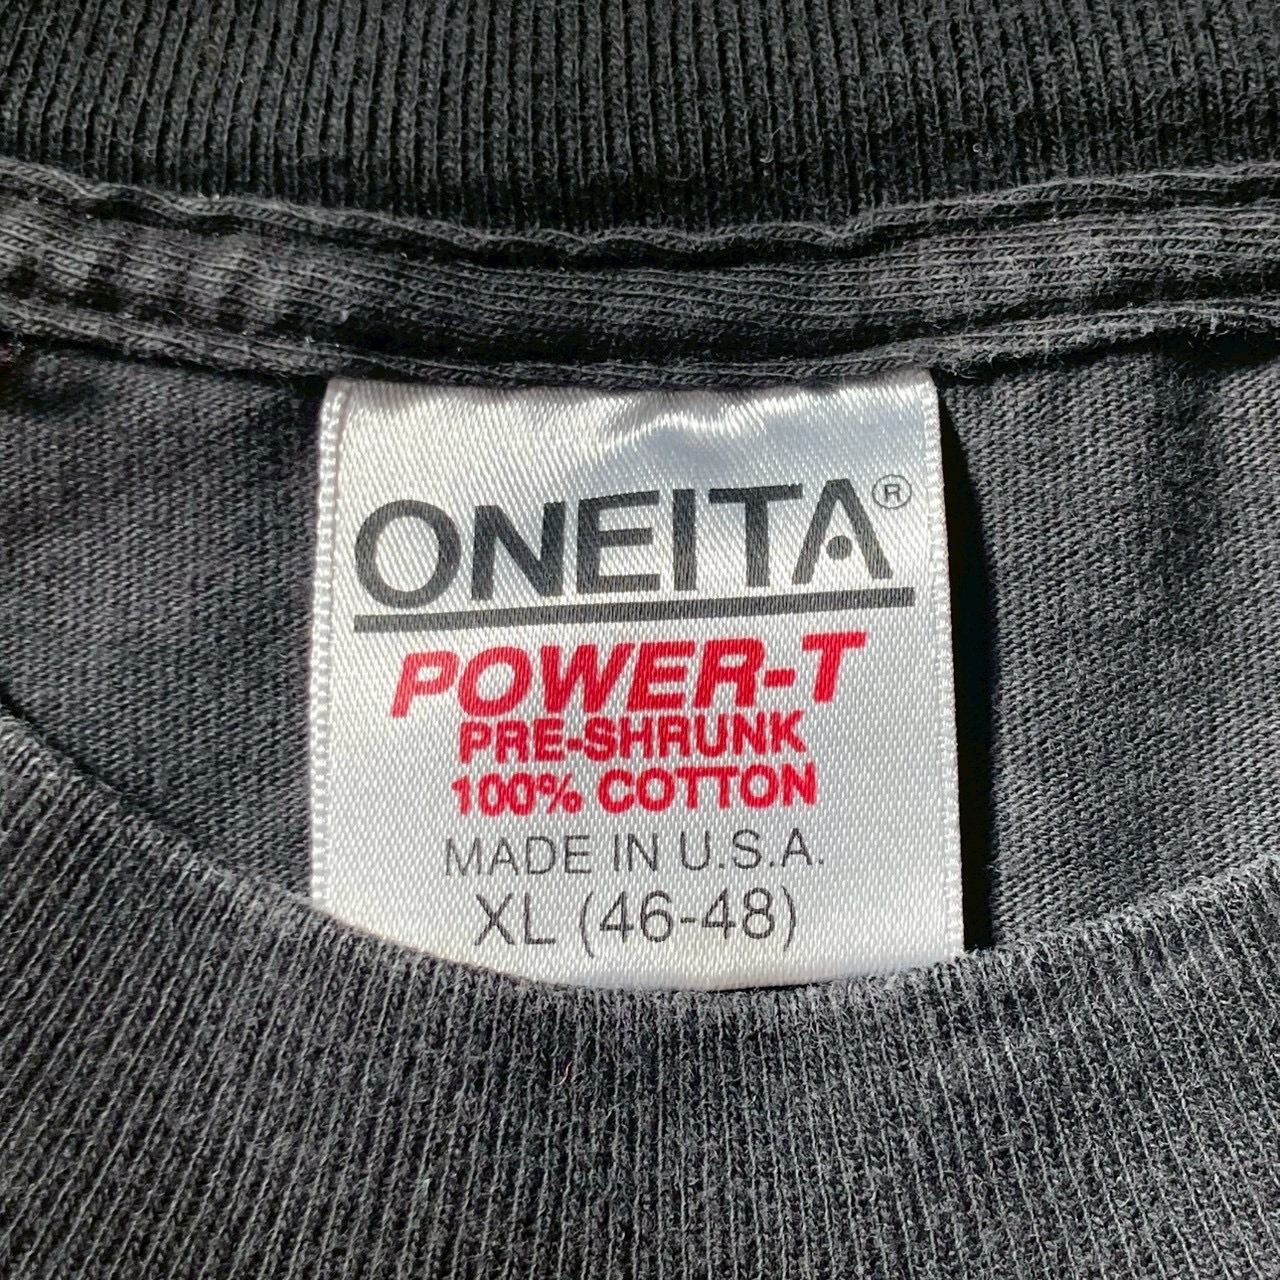 ONEITA®
POWER-T
PRE-SHRUNK
100% COTTON
MADE IN U.S.A.
XL (46-48)